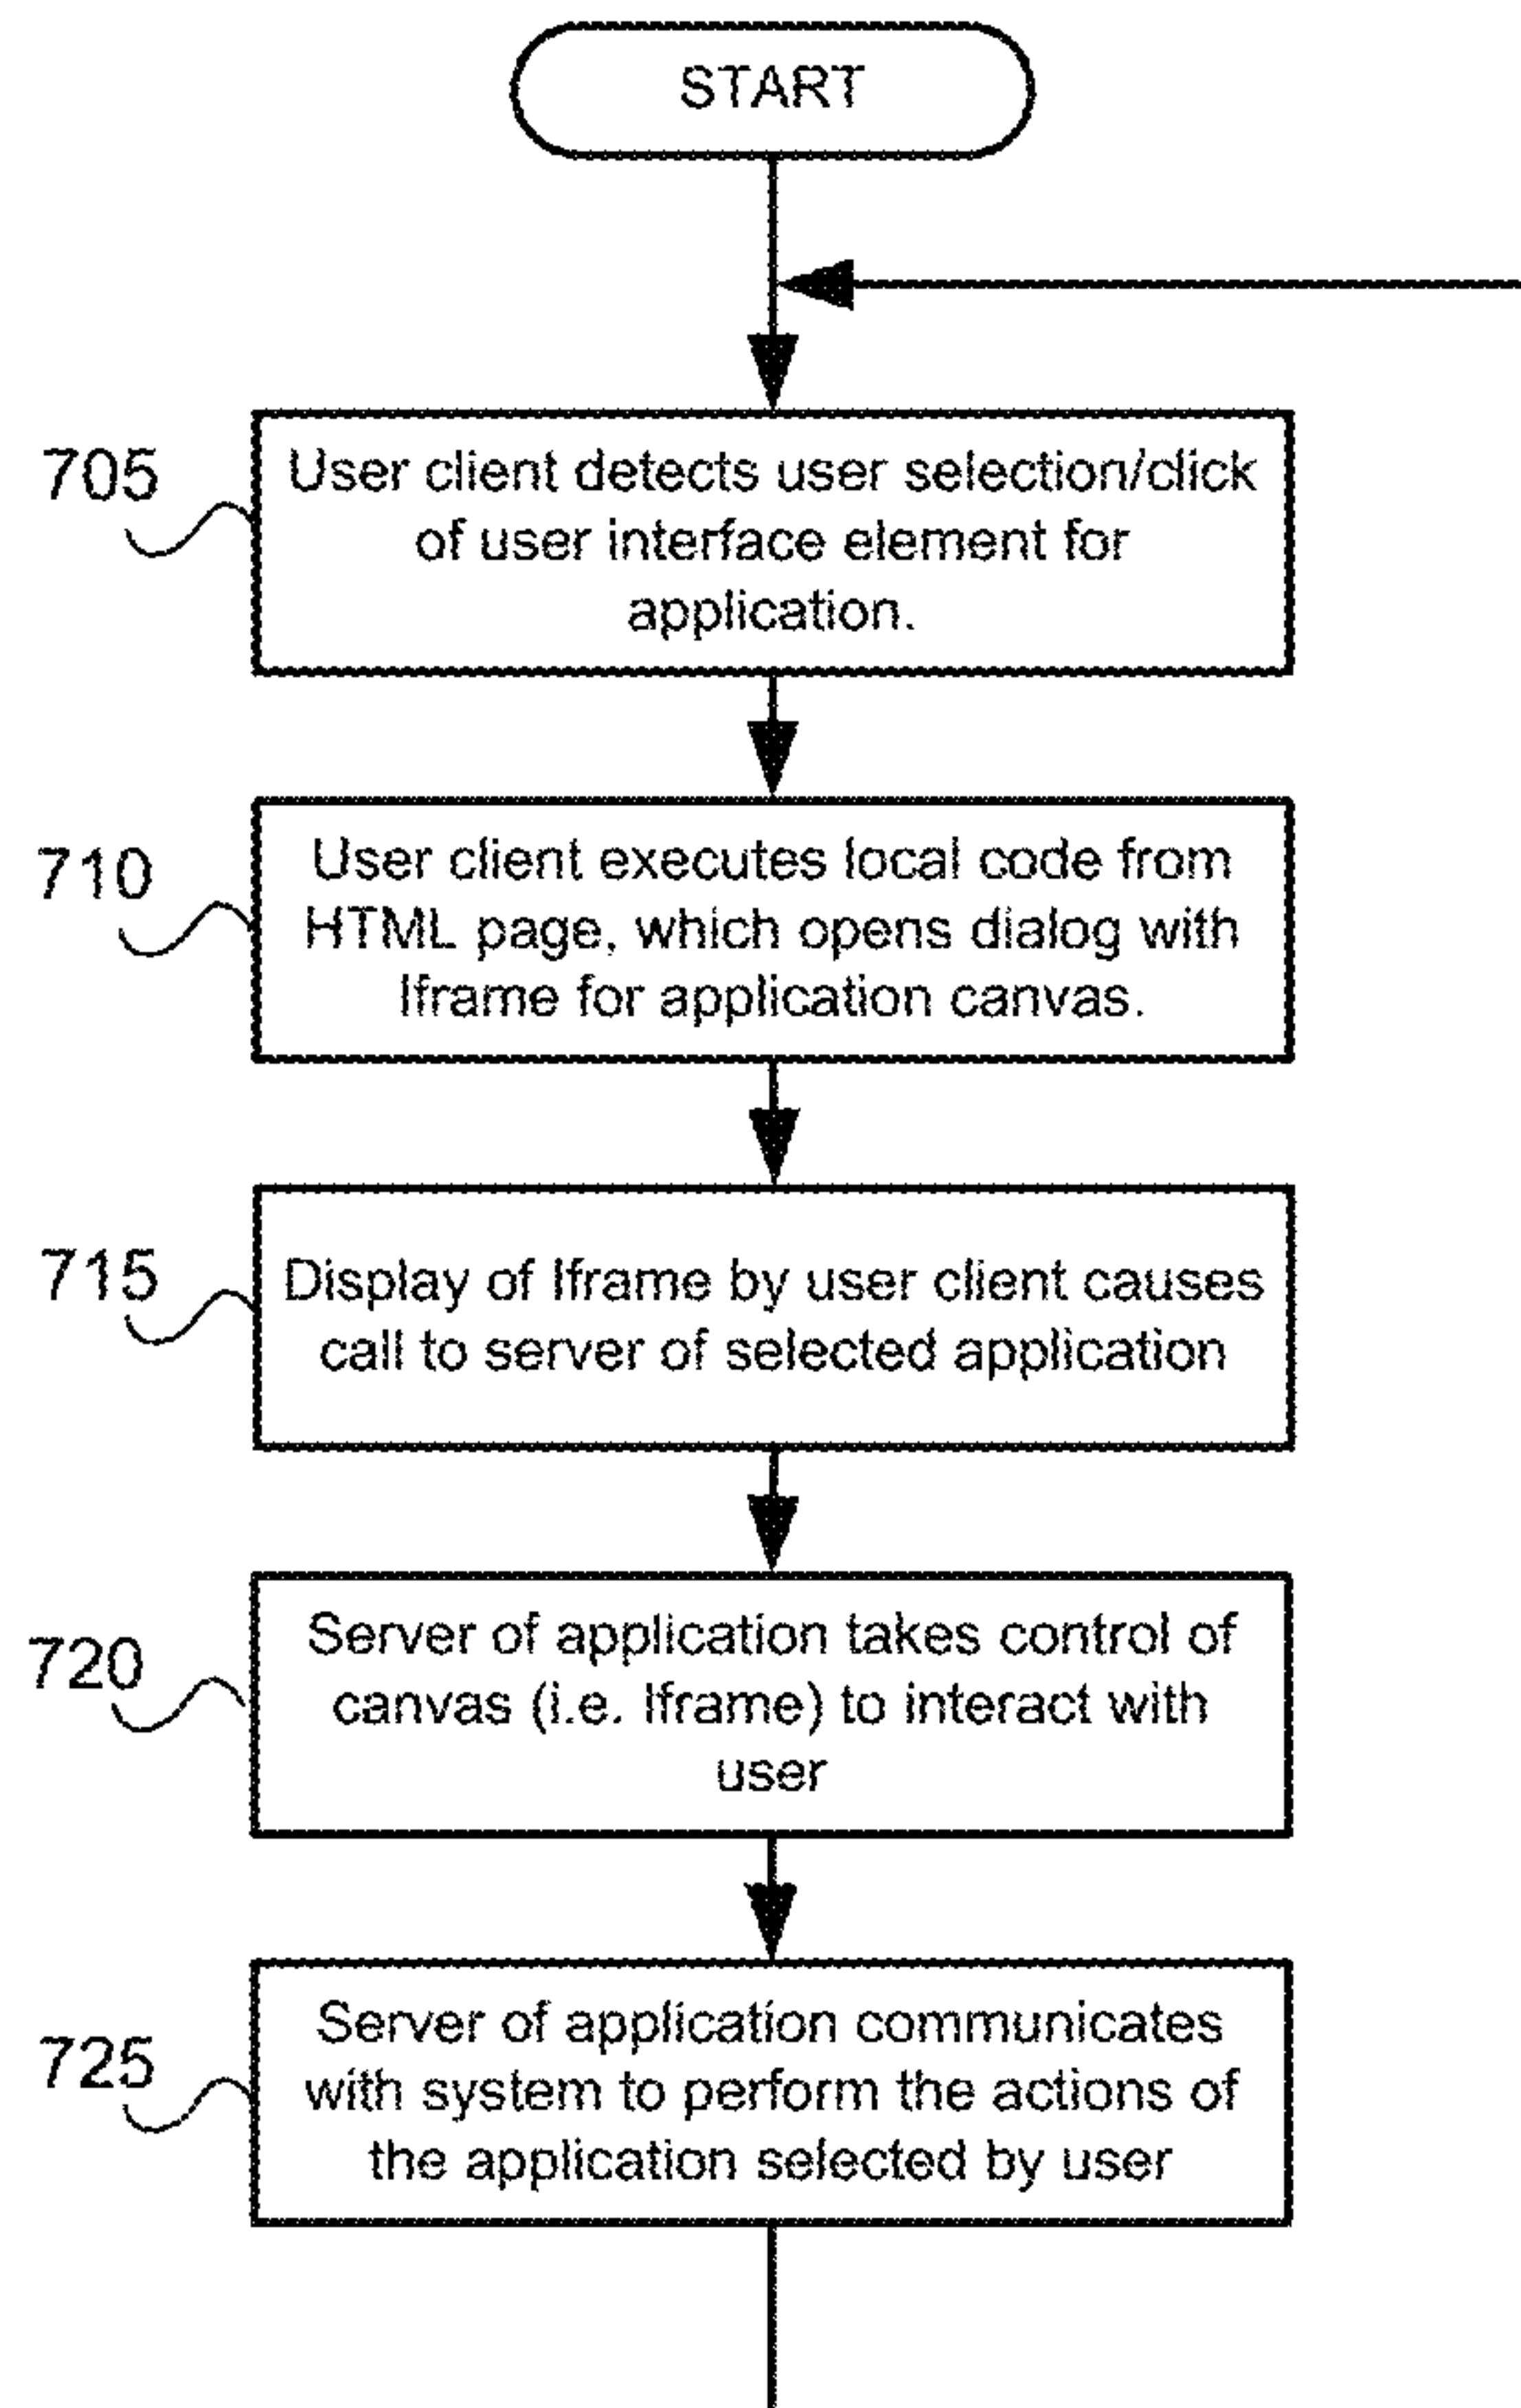 START
705
User client detects user selection/click
of user interface element for
application.
710
User client executes local code from
HTML page, which opens dialog with
Iframe for application canvas.
715
Display of Iframe by user client causes
call to server of selected application
720
Server of application takes control of
canvas (i.e. Iframe) to interact with
user
725
Server of application communicates
with system to perform the actions of
the application selected by user